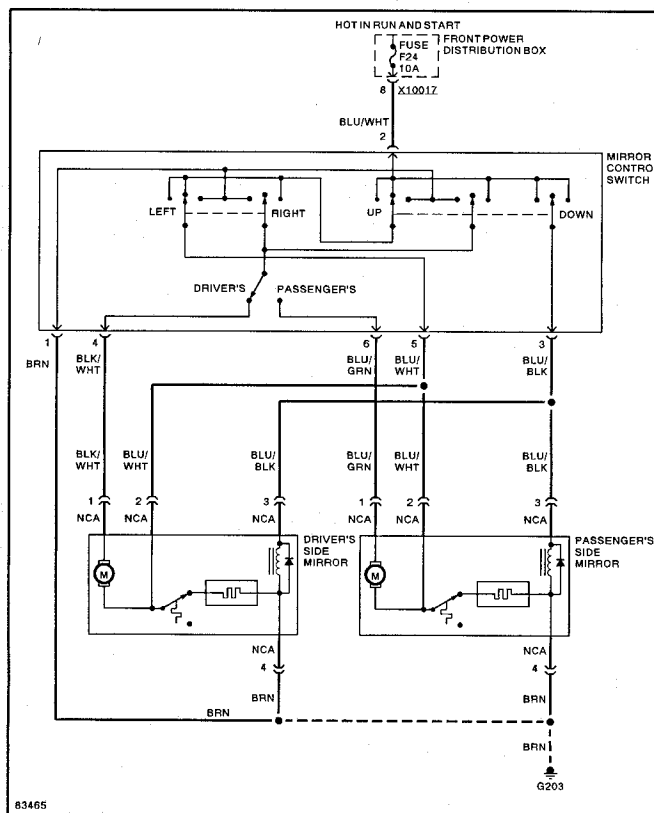 HOT IN RUN AND START
FUSE
F24
10A
FRONT POWER
DISTRIBUTION BOX
8 X10017
BLU/WHT
2
MIRROR
CONTRO
SWITCH
LEFT
RIGHT
UP
DOWN
DRIVER'S
PASSENGER'S
1 4 6 5 3
BRN
BLK/
WHT
BLU/
GRN
BLU/
WHT
BLU/
BLK
BLK/
WHT
BLU/
WHT
BLU/
BLK
BLU/
GRN
BLU/
WHT
BLU/
BLK
1 2 3 1 2 3
NCA NCA NCA NCA NCA NCA
DRIVER'S
SIDE
MIRROR
PASSENGER'S
SIDE
MIRROR
M M
NCA NCA
4 4
BRN BRN
BRN
BRN
G203
83465